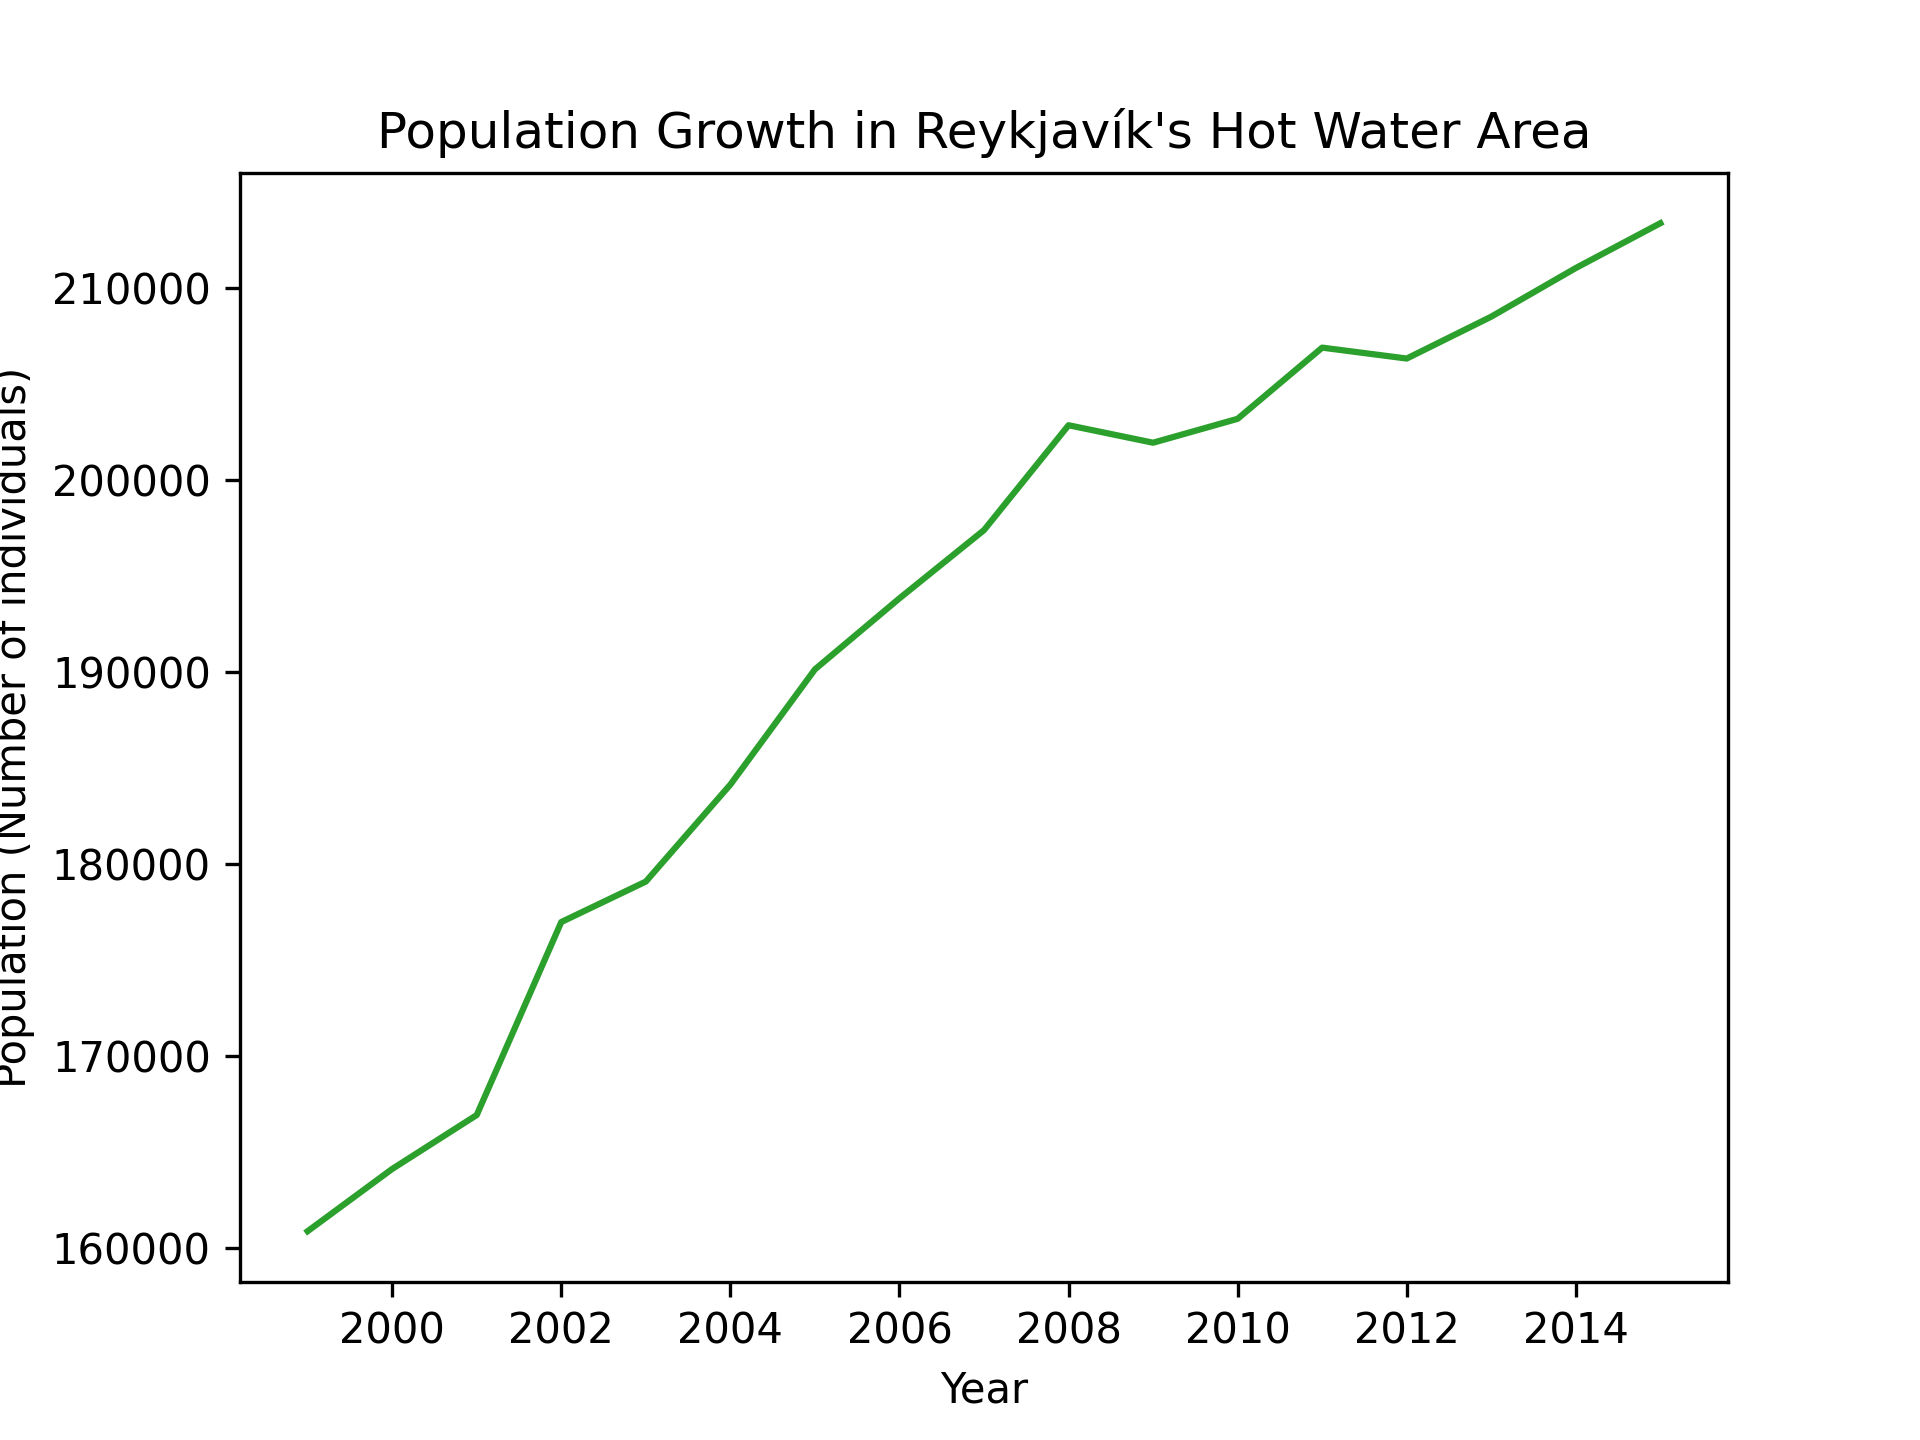 Population Growth in Reykjavík's Hot Water Area
Population (Number of individuals)
210000
200000
190000
180000
170000
160000
2000 2002 2004 2006 2008 2010 2012 2014
Year